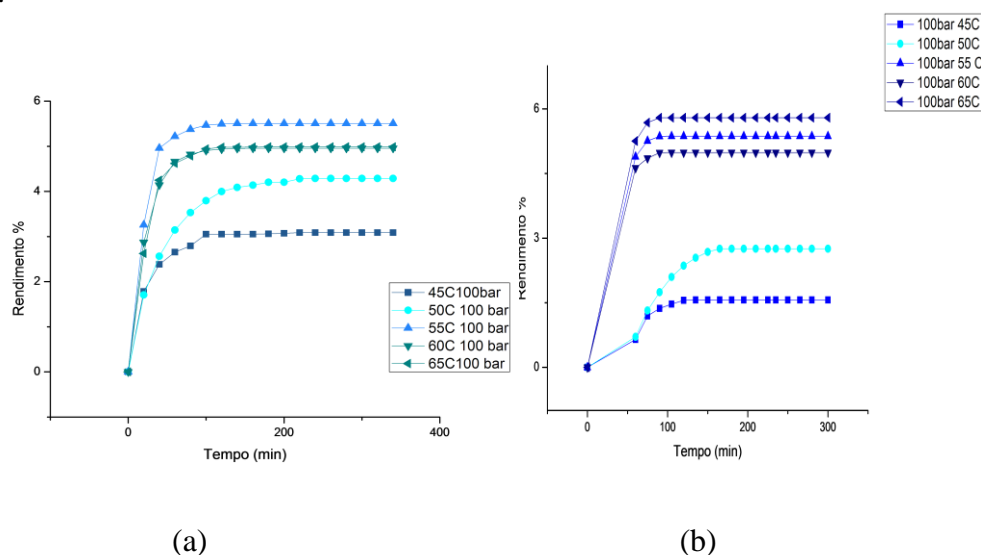 6
4
2
0
Rendimento %
0
200
400
Tempo (min)
45C100bar
50C 100 bar
55C 100 bar
60C 100 bar
65C100 bar
(a)
100bar 45C
100bar 50C
100bar 55 C
100bar 60C
100bar 65C
6
3
0
Rendimento %
0
100
200
300
Tempo (min)
(b)